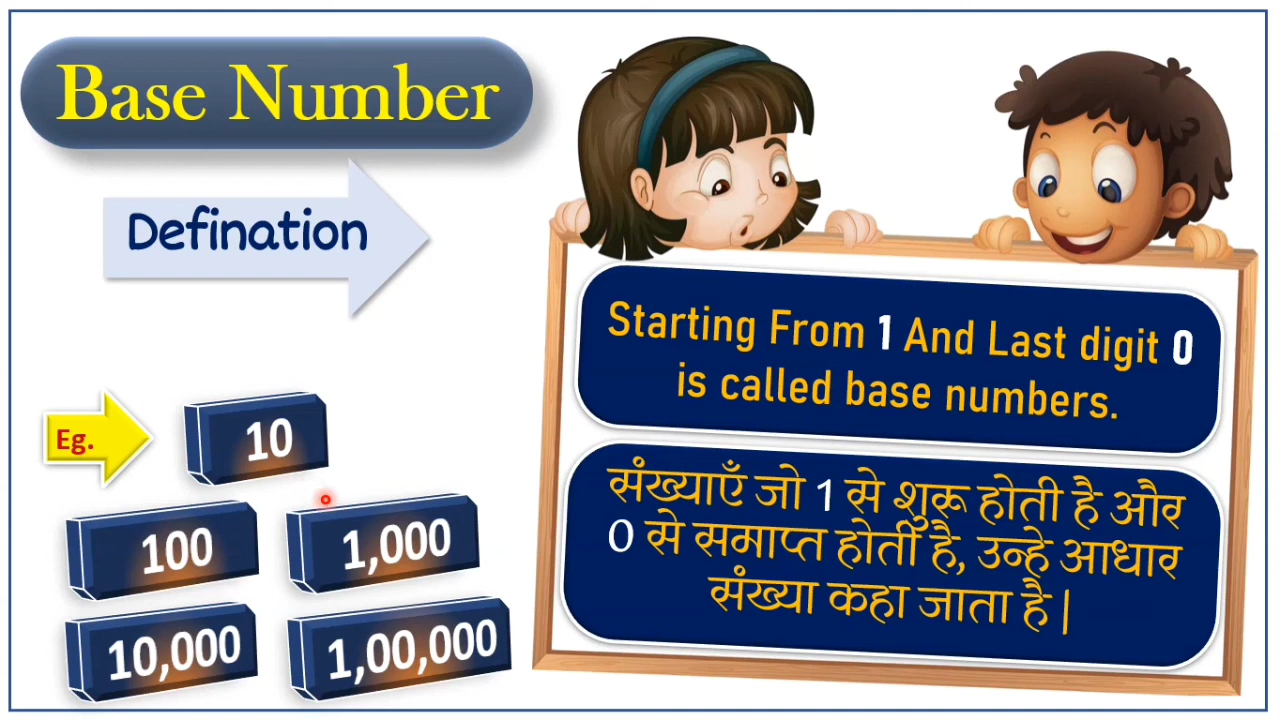 Base Number
Defination
Starting From 1 And Last digit 0
is called base numbers.
संख्याएँ जो 1 से शुरू होती है और
0 से समाप्त होती है, उन्हे आधार
संख्या कहा जाता है |
Eg.
10
100
1,000
10,000
1,00,000